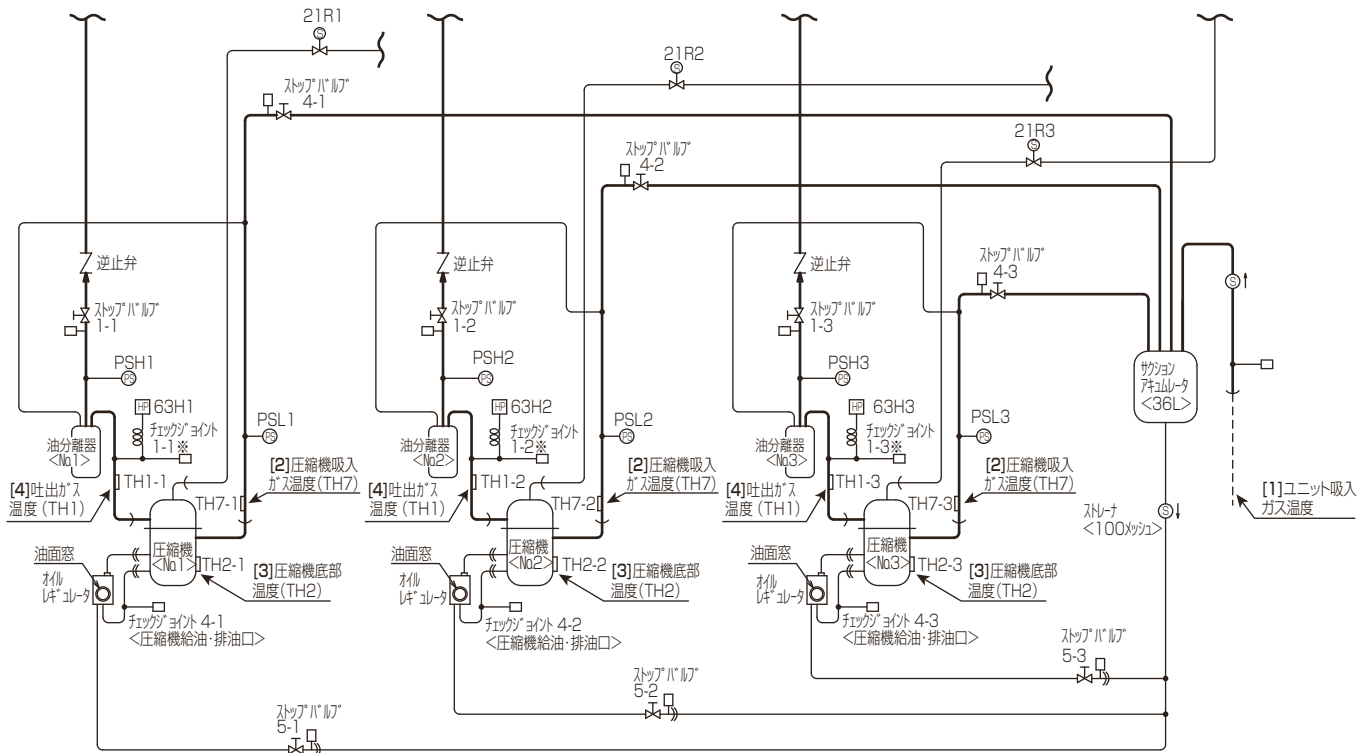 21R1
21R2
21R3
ストップバルブ
4-1
ストップバルブ
4-2
ストップバルブ
4-3
逆止弁
逆止弁
逆止弁
ストップバルブ
1-1
ストップバルブ
1-2
ストップバルブ
1-3
PSH1
PSH2
PSH3
PS
PS
PS
サクション
アキュムレータ
<36L>
HP
63H1
HP
63H2
HP
63H3
PSL1
PSL2
PSL3
PS
PS
PS
チェックジョイント
1-1※
チェックジョイント
1-2※
チェックジョイント
1-3※
油分離器
<No.1>
油分離器
<No.2>
油分離器
<No.3>
[2]圧縮機吸入
ガス温度(TH7)
[2]圧縮機吸入
ガス温度(TH7)
[2]圧縮機吸入
ガス温度(TH7)
[4]吐出ガス
温度(TH1)
[4]吐出ガス
温度(TH1)
[4]吐出ガス
温度(TH1)
TH1-1
TH1-2
TH1-3
TH7-1
TH7-2
TH7-3
[1]ユニット吸入
ガス温度
ストレーナ
<100メッシュ>
S
S
S
S
S
油面窓
油面窓
油面窓
オイル
レギュレータ
オイル
レギュレータ
オイル
レギュレータ
圧縮機
<No.1>
圧縮機
<No.2>
圧縮機
<No.3>
TH2-1
TH2-2
TH2-3
[3]圧縮機底部
温度(TH2)
[3]圧縮機底部
温度(TH2)
[3]圧縮機底部
温度(TH2)
チェックジョイント 4-1
<圧縮機給油・排油口>
チェックジョイント 4-2
<圧縮機給油・排油口>
チェックジョイント 4-3
<圧縮機給油・排油口>
ストップバルブ
5-3
ストップバルブ
5-2
ストップバルブ
5-1